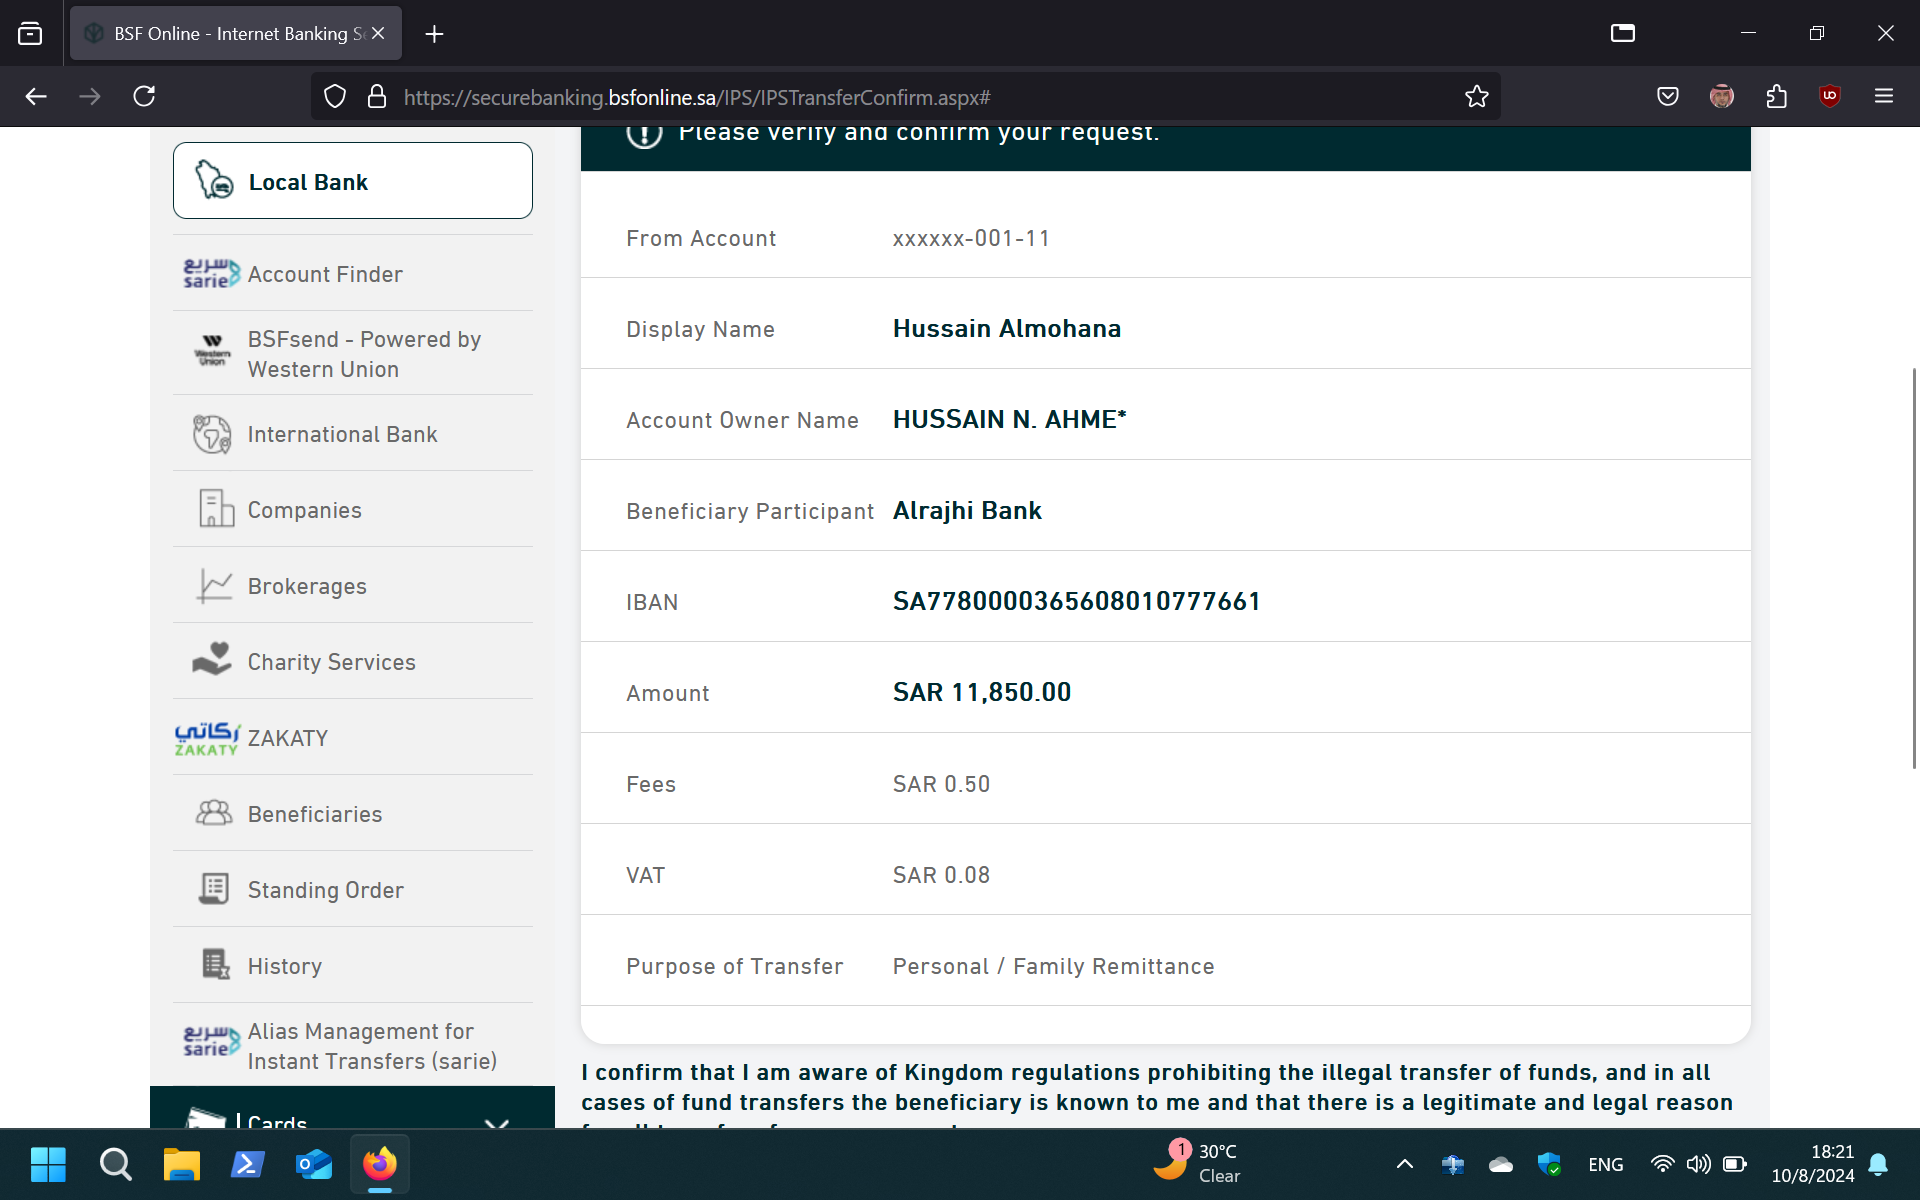 BSF Online - Internet Banking Se
https://securebanking.bsfonline.sa/IPS/IPSTransferConfirm.aspx#
Please verify and confirm your request.
Local Bank
سريع
sarie
Account Finder
Western
Union
BSFsend - Powered by
Western Union
International Bank
Companies
Brokerages
Charity Services
زكاتي
ZAKATY
ZAKATY
Beneficiaries
Standing Order
History
سريع
sarie
Alias Management for
Instant Transfers (sarie)
Cards
From Account xxxxxx-001-11
Display Name Hussain Almohana
Account Owner Name HUSSAIN N. AHME*
Beneficiary Participant Alrajhi Bank
IBAN SA7780000365608010777661
Amount SAR 11,850.00
Fees SAR 0.50
VAT SAR 0.08
Purpose of Transfer Personal / Family Remittance
I confirm that I am aware of Kingdom regulations prohibiting the illegal transfer of funds, and in all
cases of fund transfers the beneficiary is known to me and that there is a legitimate and legal reason
1
30°C
Clear
ENG
18:21
10/8/2024